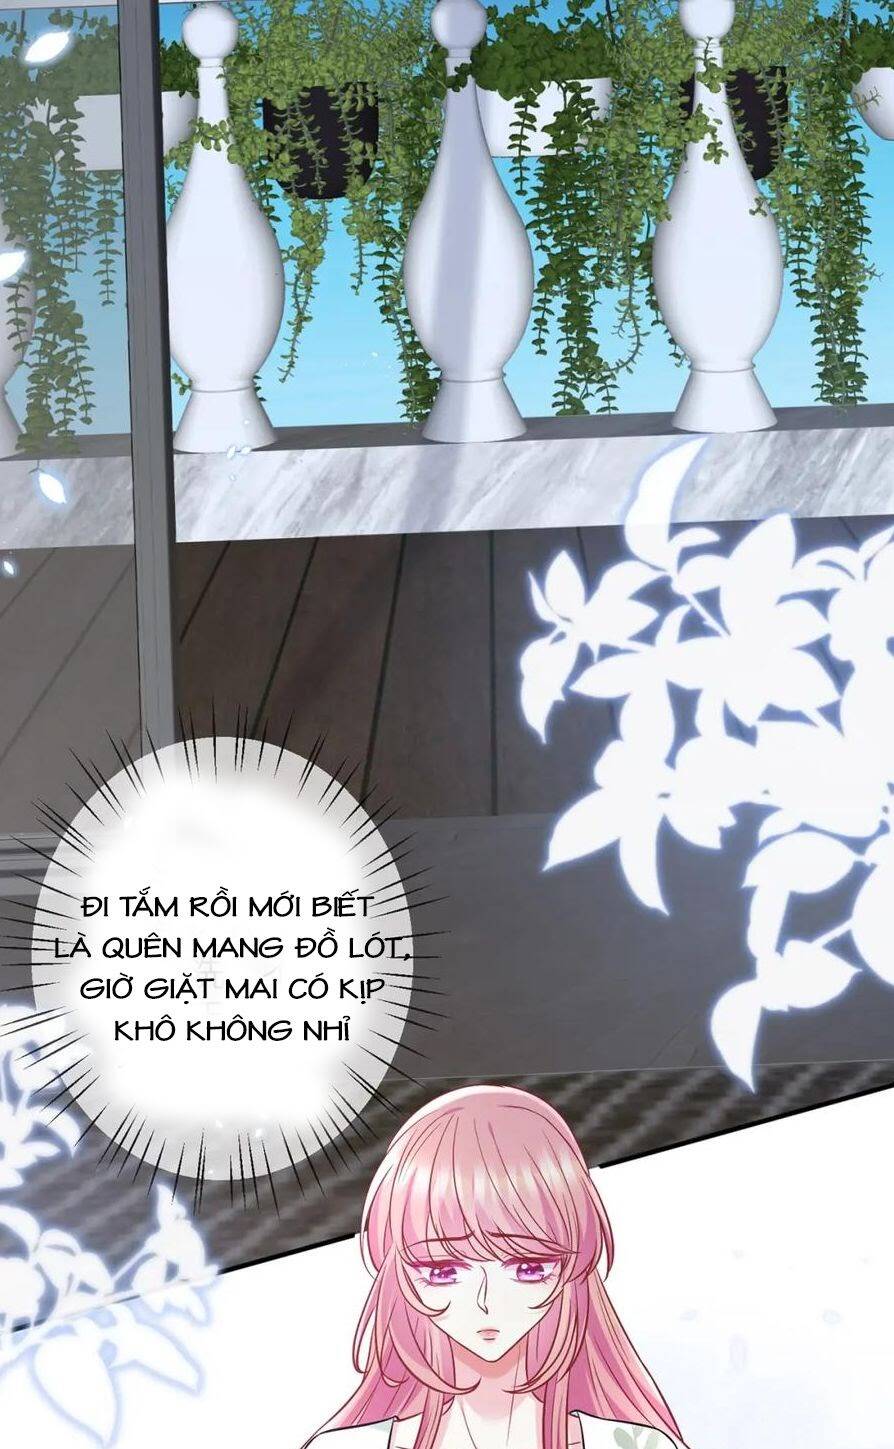 ĐI TẮM RỒI MỚI BIẾT
LÀ QUÊN MANG ĐỒ LÓT,
GIỜ GIẶT MAI CÓ KỊP
KHÔ KHÔNG NHỈ